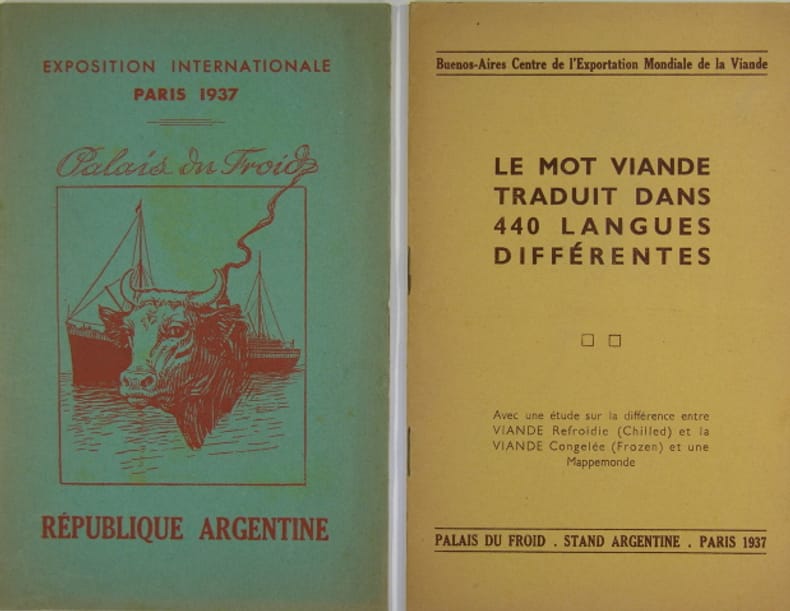 EXPOSITION INTERNATIONALE
PARIS 1937
Palais du Froid
RÉPUBLIQUE ARGENTINE
Buenos-Aires Centre de l'Exportation Mondiale de la Viande
LE MOT VIANDE
TRADUIT DANS
440 LANGUES
DIFFÉRENTES
Avec une étude sur la différence entre
VIANDE Refroidie (Chilled) et la
VIANDE Congelée (Frozen) et une
Mappemonde
PALAIS DU FROID . STAND ARGENTINE . PARIS 1937